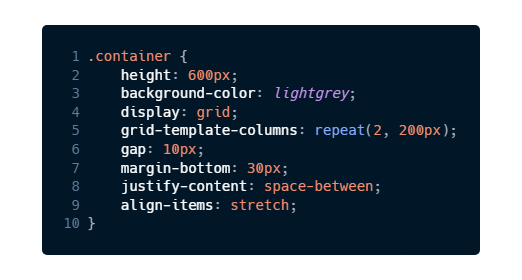 1 .container {
2     height: 600px;
3     background-color: lightgrey;
4     display: grid;
5     grid-template-columns: repeat(2, 200px);
6     gap: 10px;
7     margin-bottom: 30px;
8     justify-content: space-between;
9     align-items: stretch;
10 }